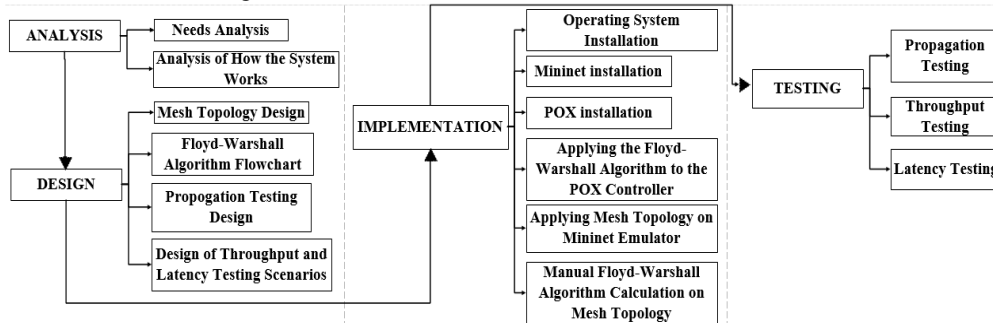 ANALYSIS
Needs Analysis
Analysis of How the System
Works
DESIGN
Mesh Topology Design
Floyd-Warshall
Algorithm Flowchart
Propogation Testing
Design
Design of Throughput and
Latency Testing Scenarios
IMPLEMENTATION
Operating System
Installation
Mininet installation
POX installation
Applying the Floyd-
Warshall Algorithm to the
POX Controller
Applying Mesh Topology on
Mininet Emulator
Manual Floyd-Warshall
Algorithm Calculation on
Mesh Topology
TESTING
Propagation
Testing
Throughput
Testing
Latency Testing